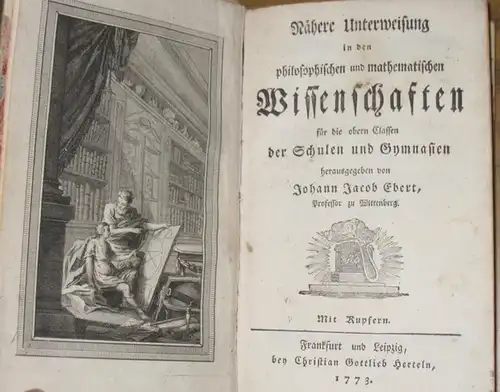 Nähere Unterweisung
in den
philosophischen und mathematischen
Wissenschaften
für die obern Classen
der Schulen und Gymnasien
herausgegeben von
Johann Jacob Ebert,
Professor zu Wittenberg.
Mit Kupfern.
Frankfurt und Leipzig,
bey Christian Gottlieb Herteln,
1773.